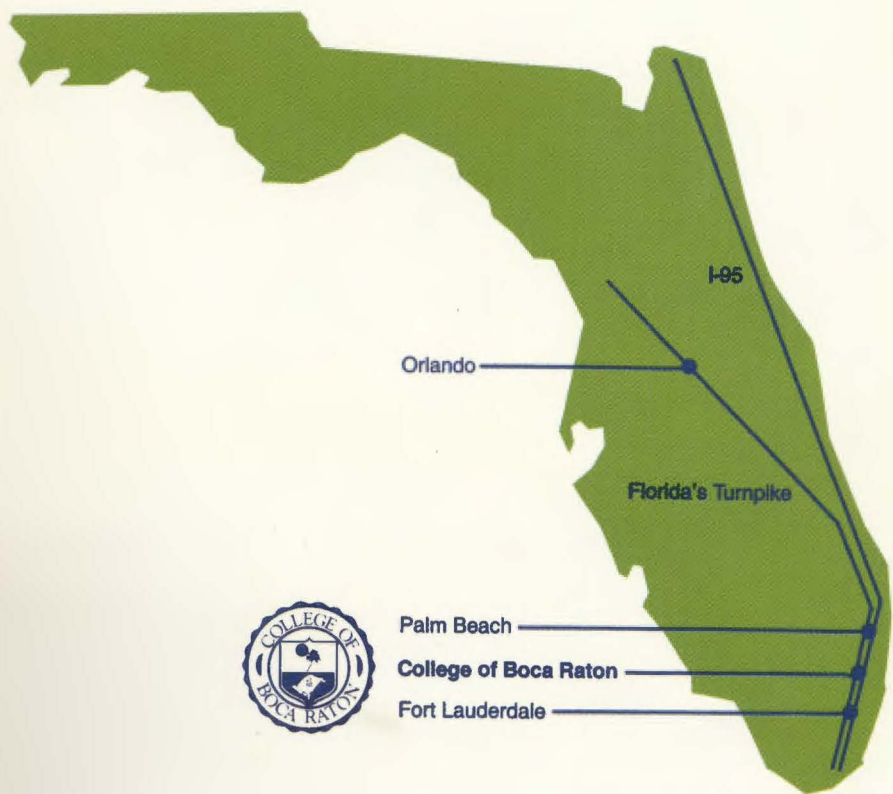 I-95
Orlando
Florida's Turnpike
COLLEGE OF
BOCA RATON
Palm Beach
College of Boca Raton
Fort Lauderdale